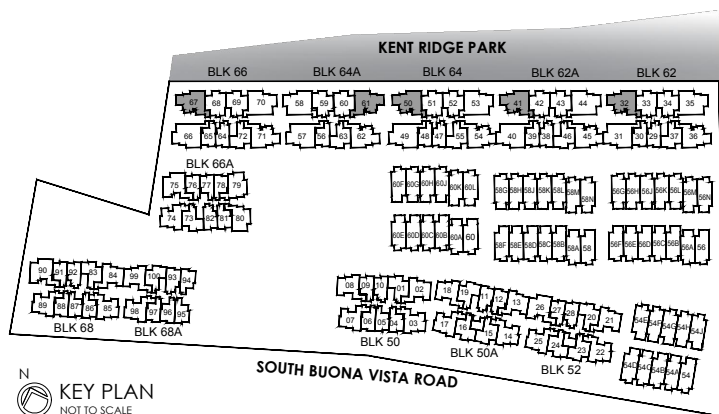 KENT RIDGE PARK
BLK 66 BLK 64A BLK 64 BLK 62A BLK 62
67 68 69 70 58 59 60 61 50 51 52 53 41 42 43 44 32 33 34 35
66 65 64 72 71 57 56 63 62 49 48 47 55 54 40 39 38 46 45 31 30 29 37 36
BLK 66A
75 76 77 78 79
60F 60G 60H 60J 60K 60L 58G 58H 58J 58K 58L 58M 58N 56G 56H 56J 56K 56L 56M 56N
74 73 82 81 80
60E 60D 60C 60B 60A 60 58F 58E 58D 58C 58B 58A 58 56F 56E 56D 56C 56B 56A 56
90 91 92 83 84 99 100 93 94
08 09 10 01 02 18 19 11 12 13 26 27 28 20 21 54E 54F 54G 54H 54J
89 88 87 86 85 98 97 96 95
07 06 05 04 03 17 16 15 14 25 24 23 22
BLK 68 BLK 68A
BLK 50 BLK 50A BLK 52
54D 54C 54B 54A 54
SOUTH BUONA VISTA ROAD
N
KEY PLAN
NOT TO SCALE